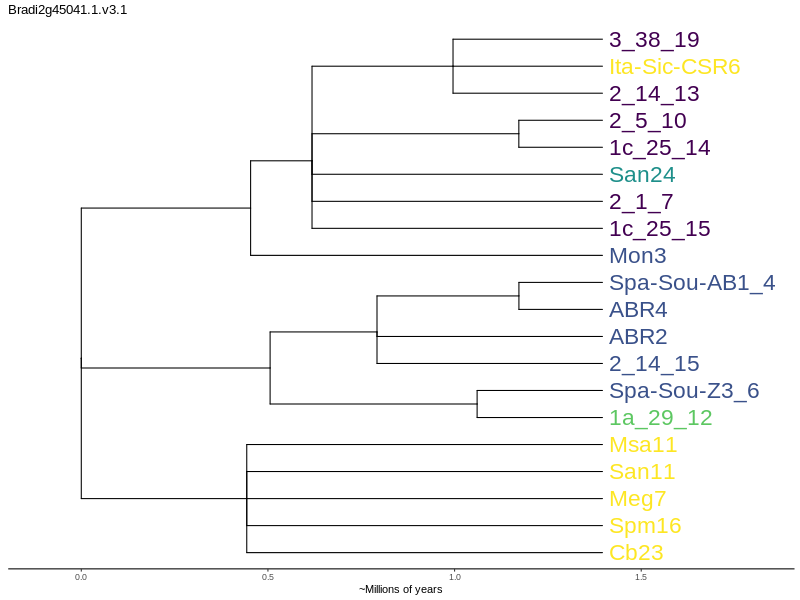 Bradi2g45041.1.v3.1
3_38_19
Ita-Sic-CSR6
2_14_13
2_5_10
1c_25_14
San24
2_1_7
1c_25_15
Mon3
Spa-Sou-AB1_4
ABR4
ABR2
2_14_15
Spa-Sou-Z3_6
1a_29_12
Msa11
San11
Meg7
Spm16
Cb23
0.0 0.5 1.0 1.5
~Millions of years